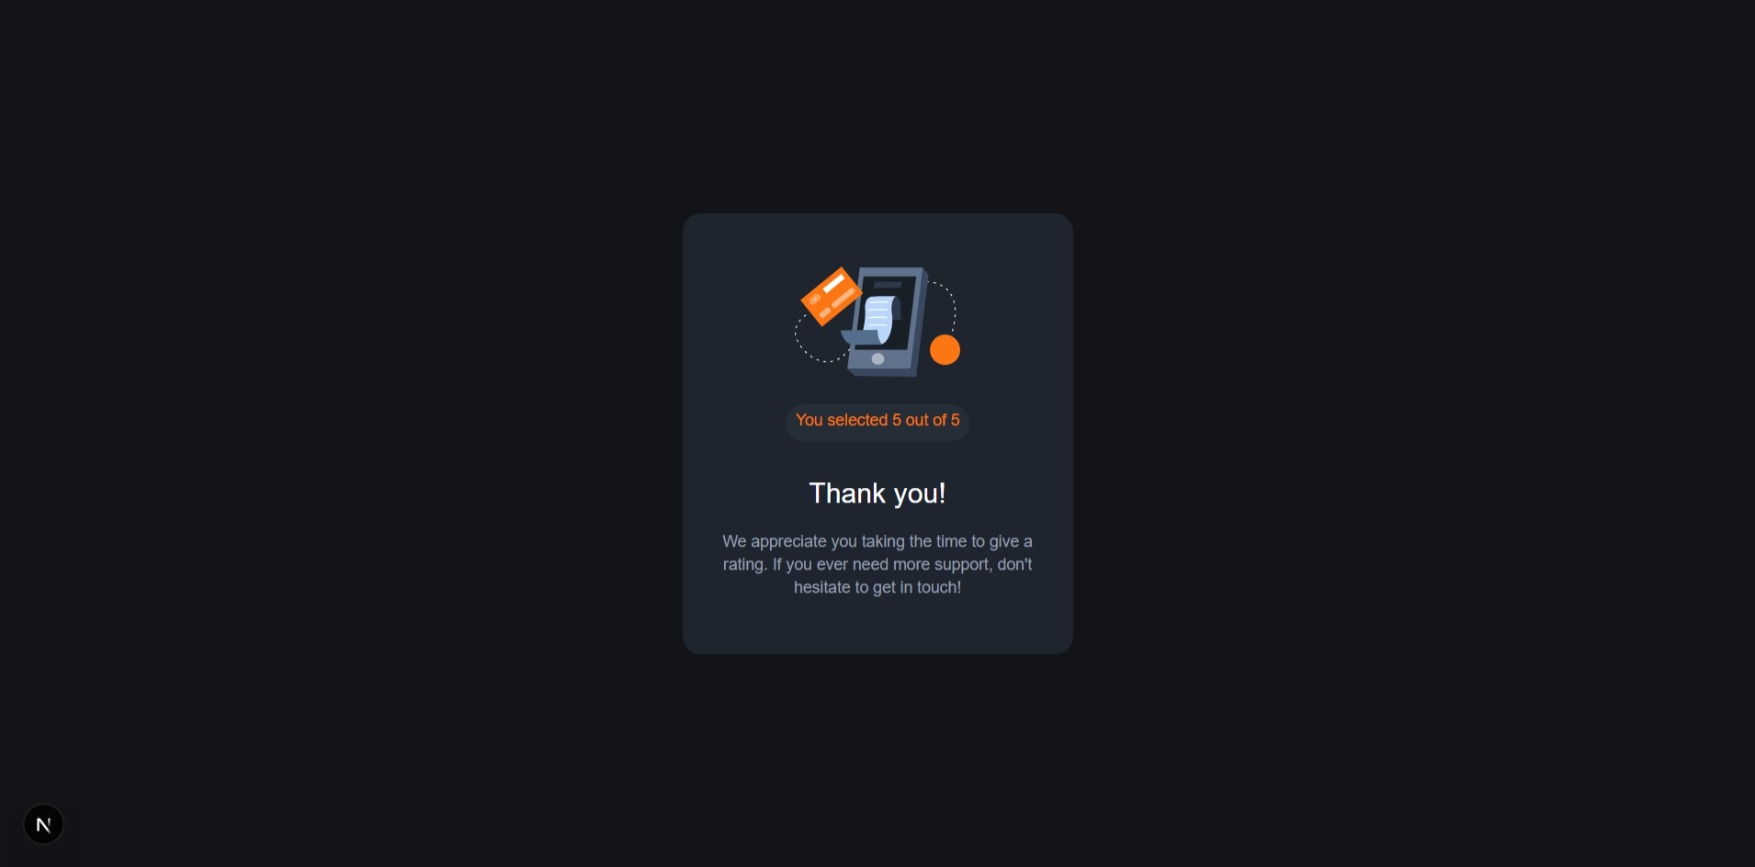 You selected 5 out of 5
Thank you!
We appreciate you taking the time to give a
rating. If you ever need more support, don't
hesitate to get in touch!
N